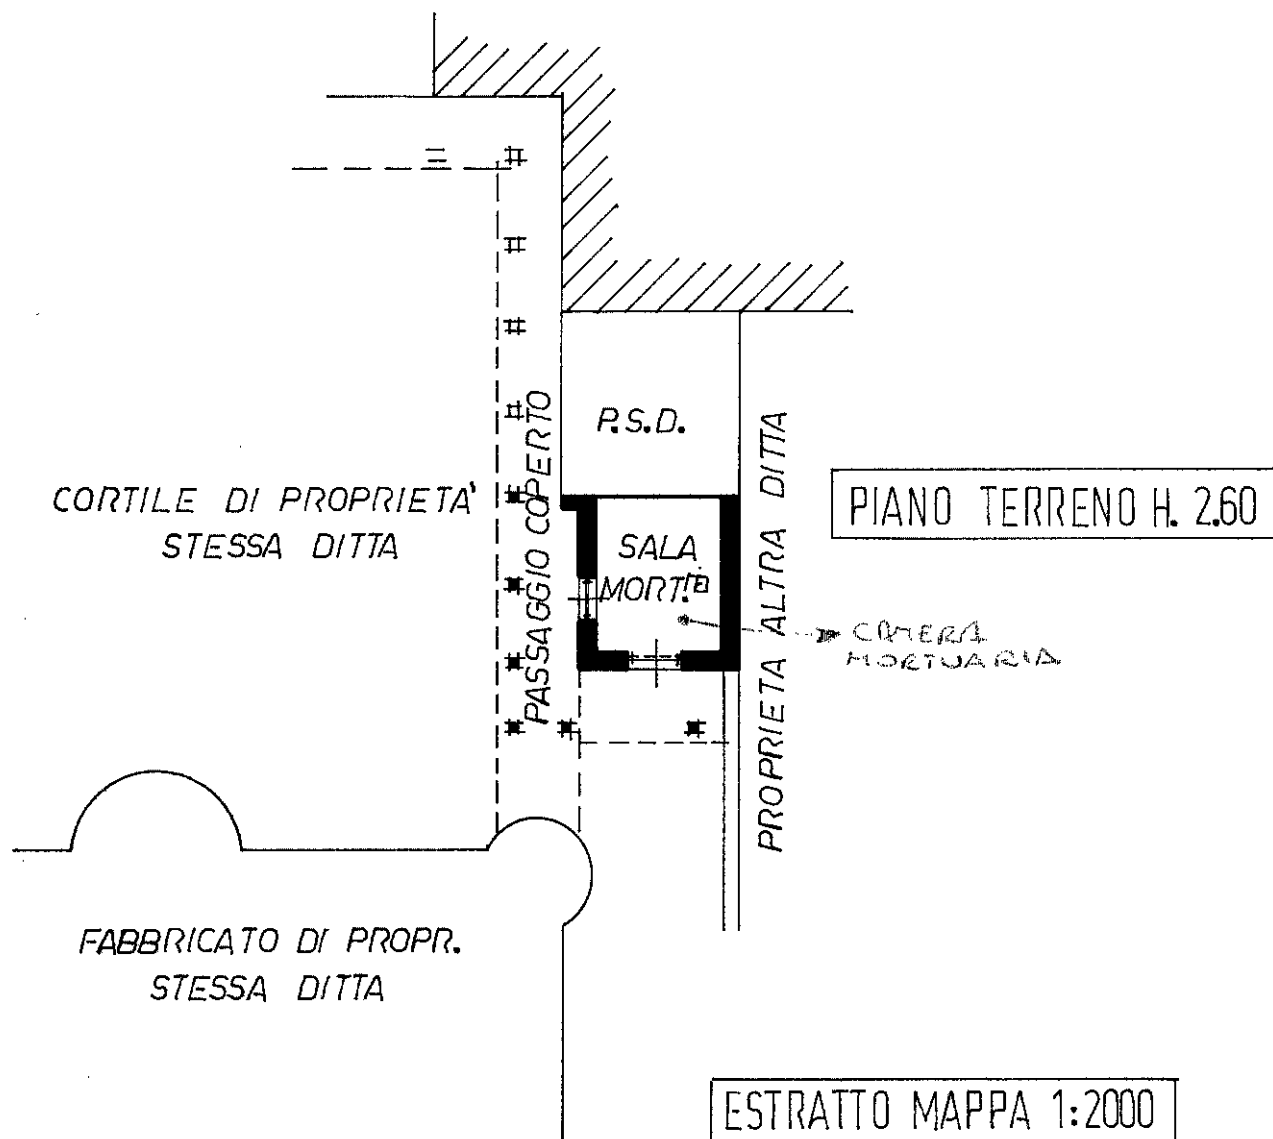 P.S.D.
PASSAGGIO COPERTO
PROPRIETA ALTRA DITTA
CORTILE DI PROPRIETA'
STESSA DITTA
PIANO TERRENO H. 2.60
SALA
MORT.
CAMERA
MORTUARIA
FABBRICATO DI PROPR.
STESSA DITTA
ESTRATTO MAPPA 1:2000